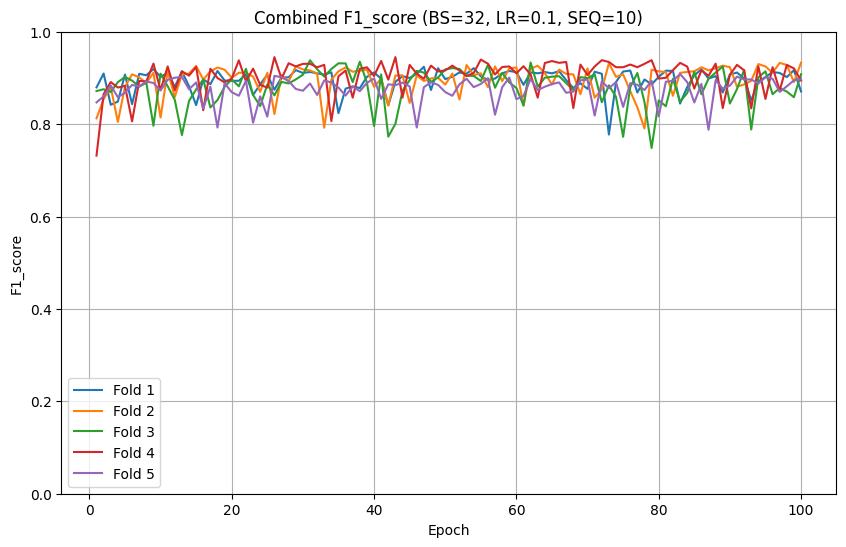 Combined F1_score (BS=32, LR=0.1, SEQ=10)
F1_score
1.0
0.8
0.6
0.4
0.2
0.0
Fold 1
Fold 2
Fold 3
Fold 4
Fold 5
0 20 40 60 80 100
Epoch